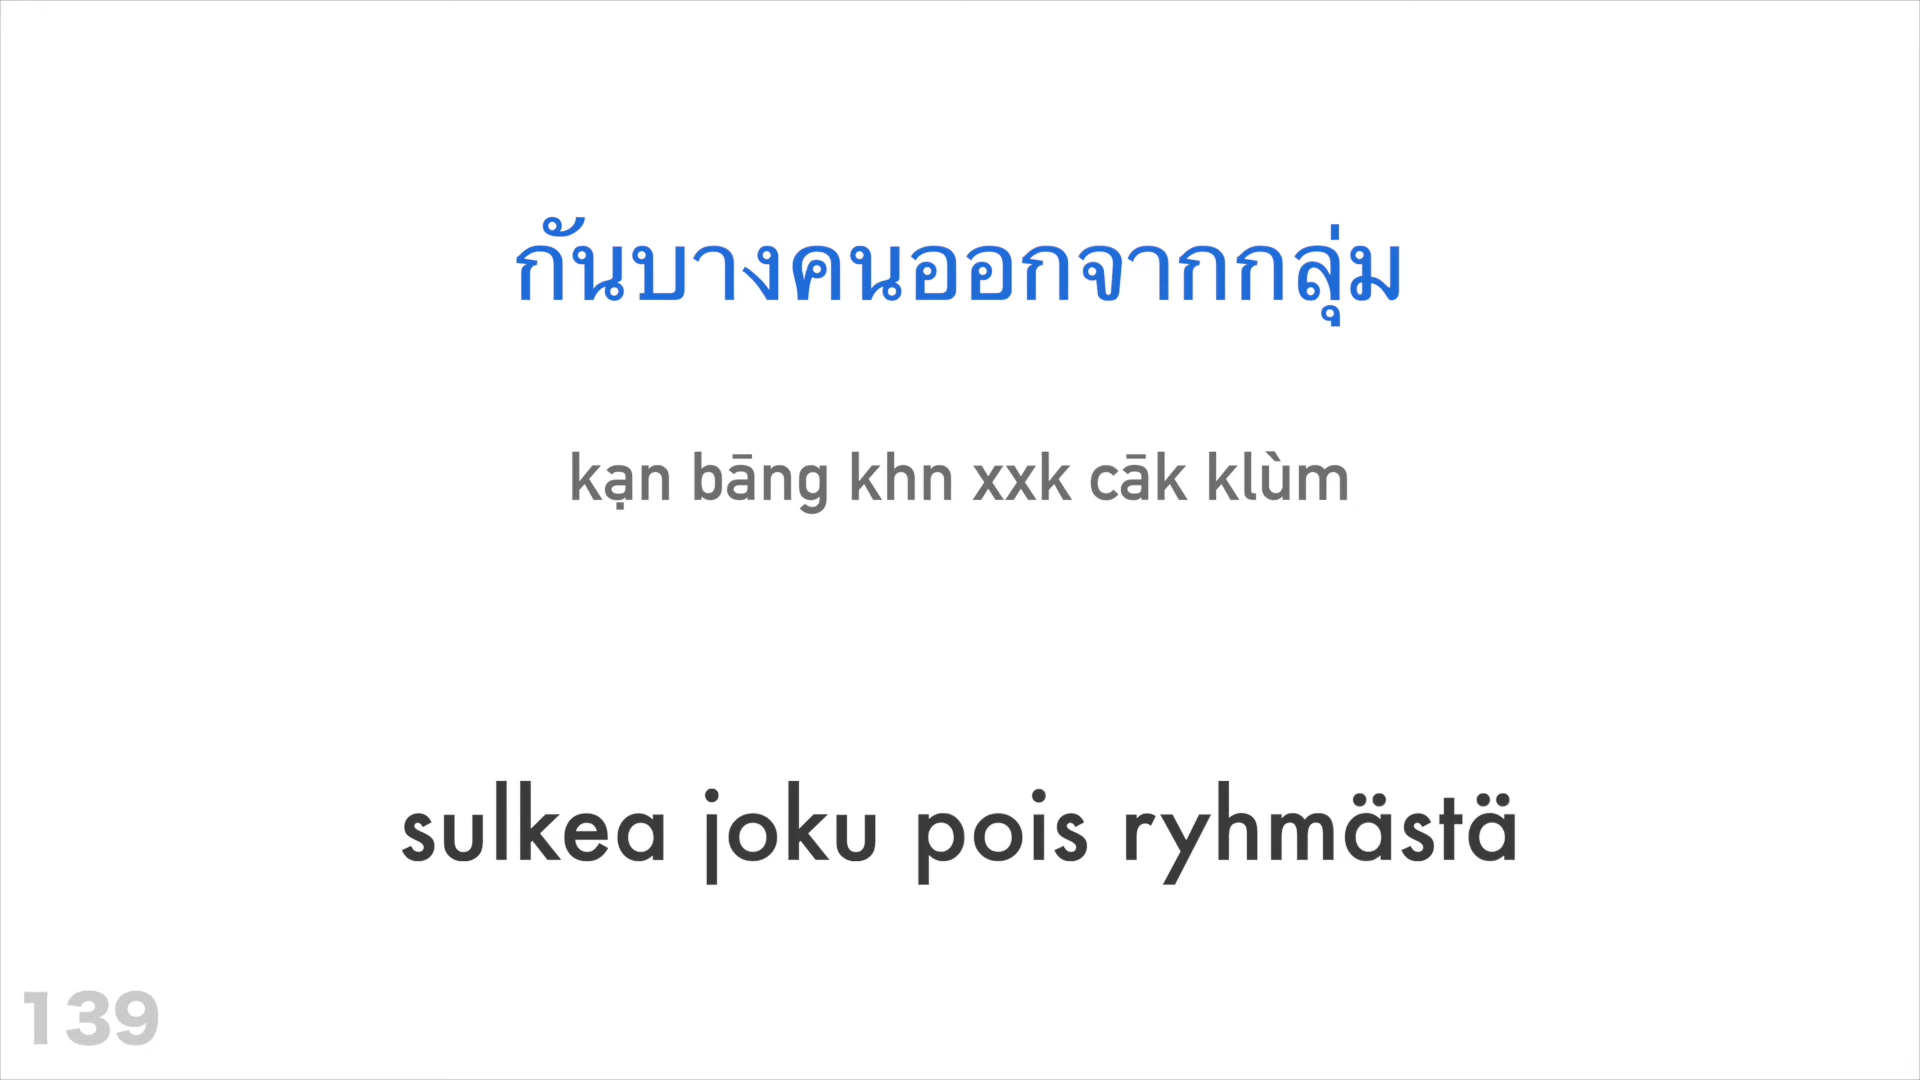 กันบางคนออกจากกลุ่ม
kạn bāng khn xxk cāk klùm
sulkea joku pois ryhmästä
139